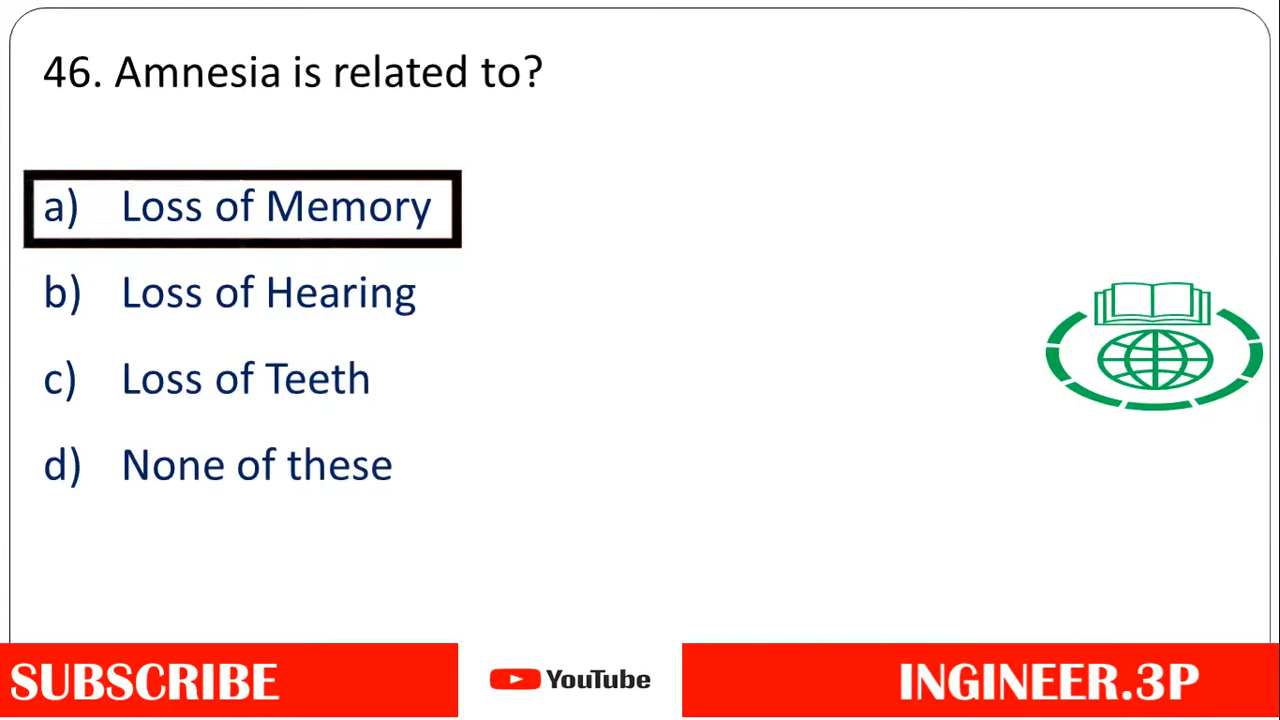 46. Amnesia is related to?
a) Loss of Memory
b) Loss of Hearing
c) Loss of Teeth
d) None of these
SUBSCRIBE YouTube INGINEER.3P